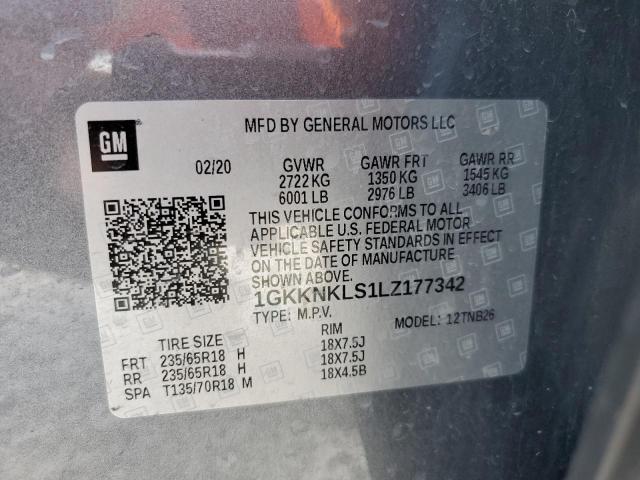 GM
MFD BY GENERAL MOTORS LLC
02/20 GVWR GAWR FRT GAWR RR
2722 KG 1350 KG 1545 KG
6001 LB 2976 LB 3406 LB
THIS VEHICLE CONFORMS TO ALL
APPLICABLE U.S. FEDERAL MOTOR
VEHICLE SAFETY STANDARDS IN EFFECT
ON THE DATE OF MANUFACTURE
SHOWN ABOVE.
1GKKNKLS1LZ177342
TYPE: M.P.V. MODEL: 12TNB26
TIRE SIZE RIM
FRT 235/65R18 H 18X7.5J
RR 235/65R18 H 18X7.5J
SPA T135/70R18 M 18X4.5B